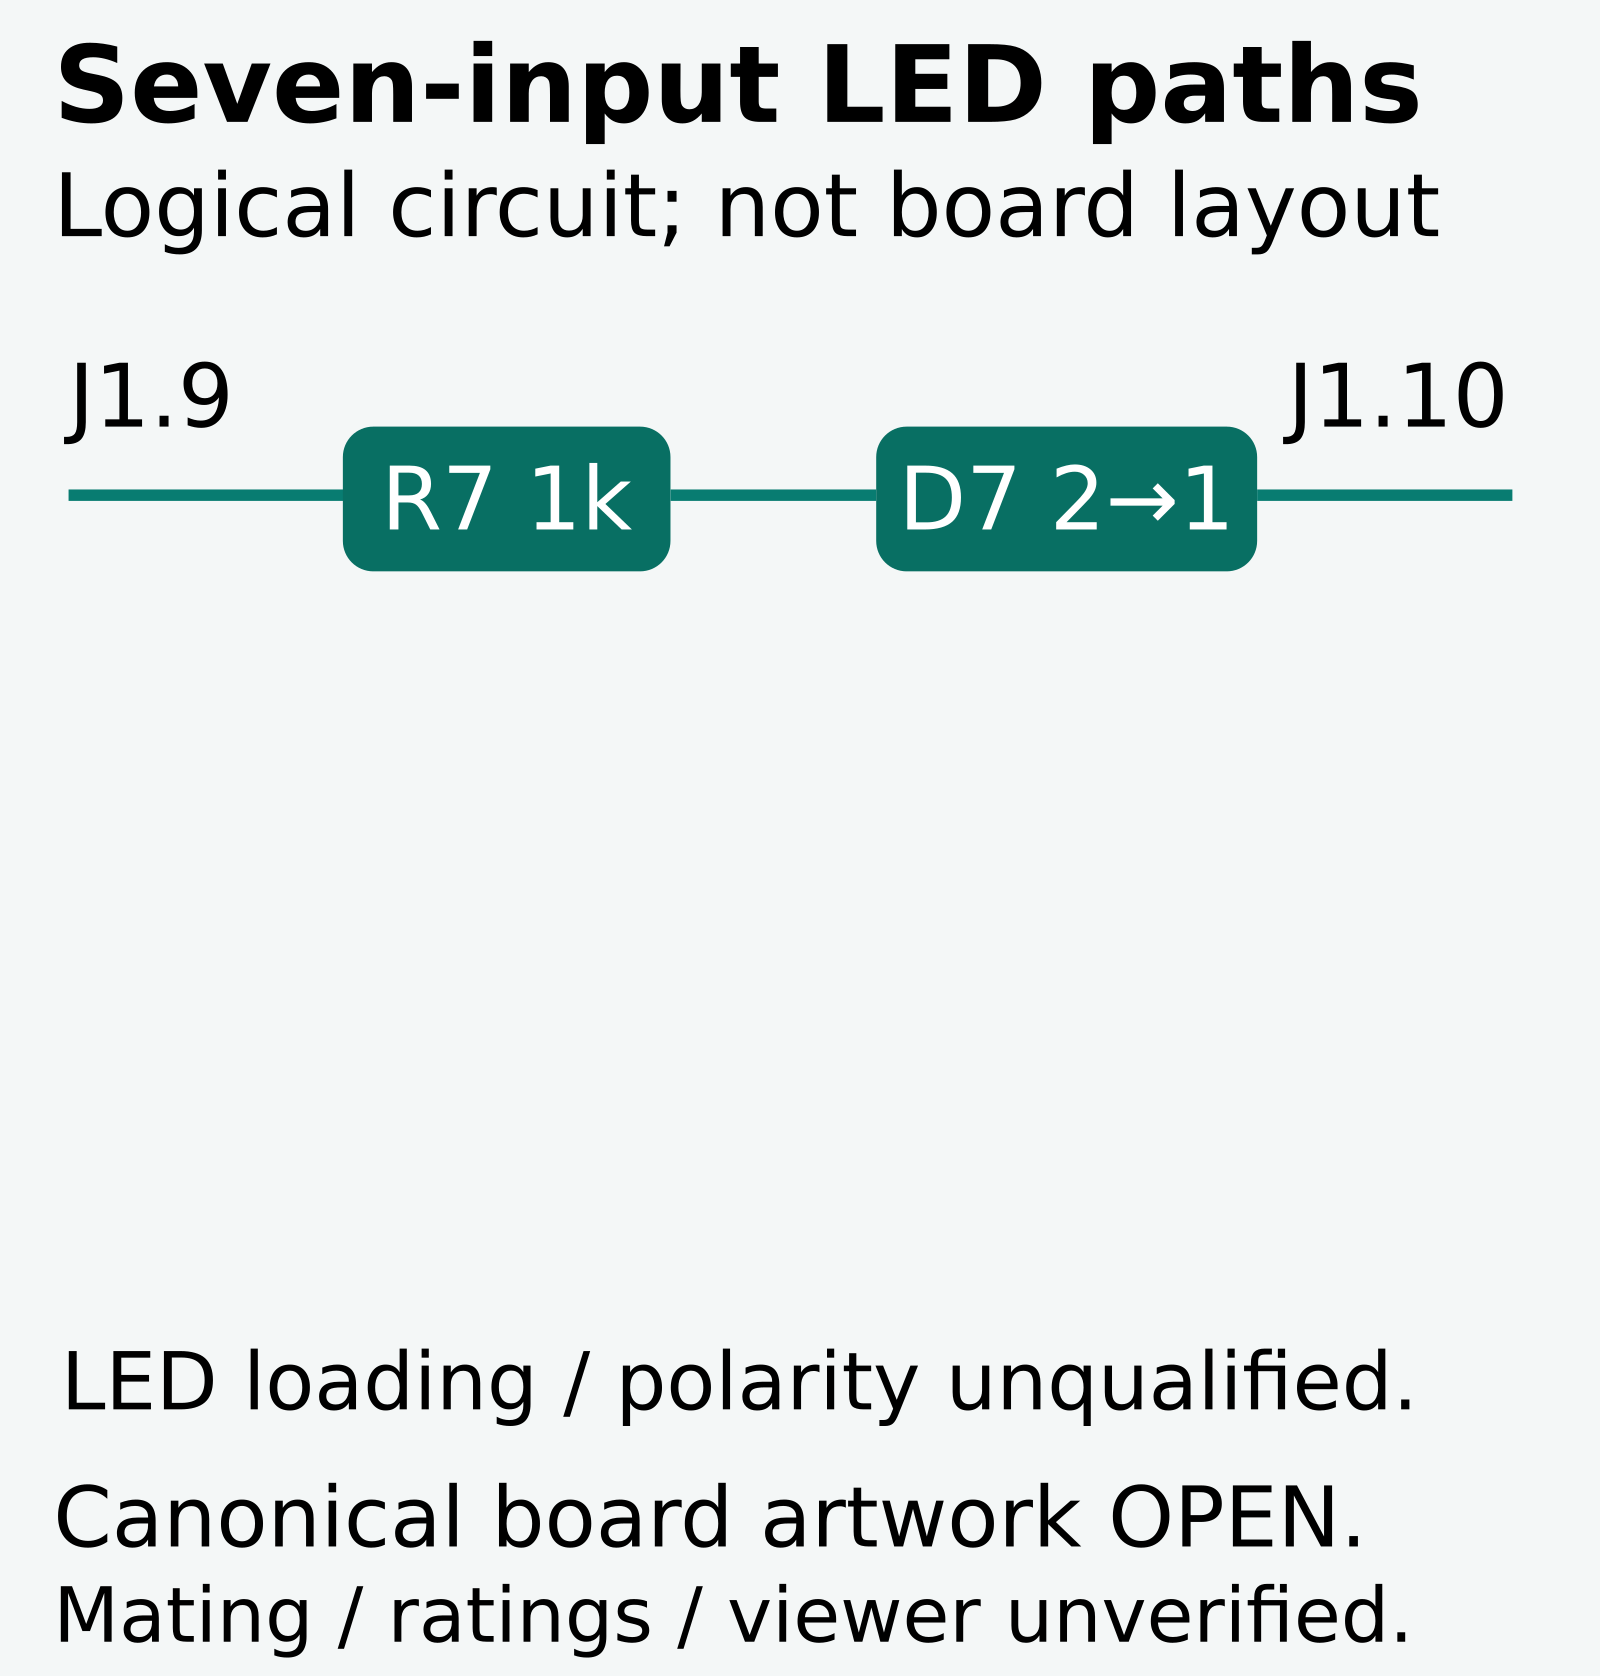 Seven-input LED paths
Logical circuit; not board layout
J1.9
J1.10
R7 1k
D7 2→1
LED loading / polarity unqualified.
Canonical board artwork OPEN.
Mating / ratings / viewer unverified.